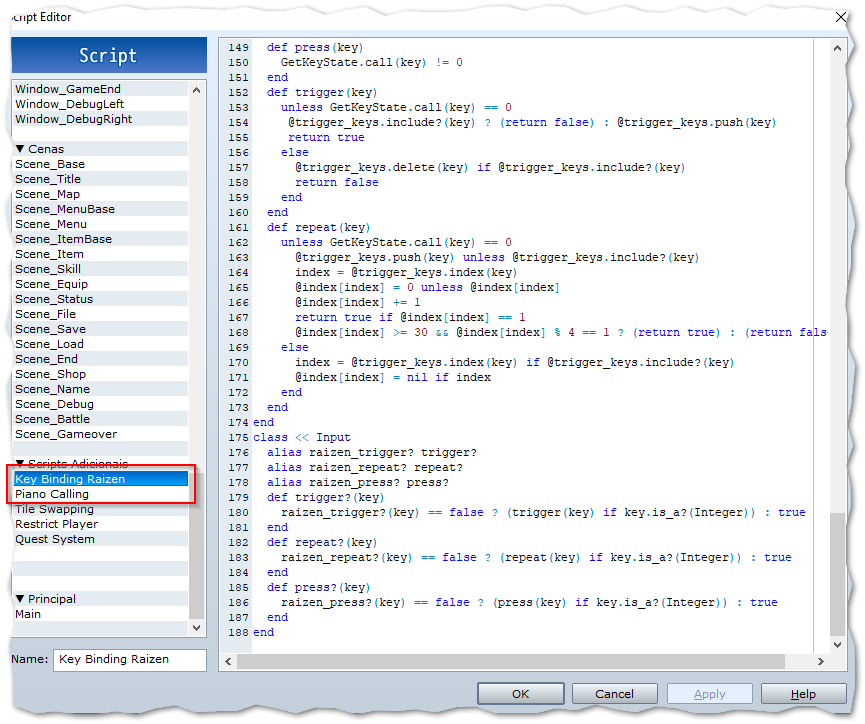 cript Editor
Script
Window_GameEnd
Window_DebugLeft
Window_DebugRight
▼ Cenas
Scene_Base
Scene_Title
Scene_Map
Scene_MenuBase
Scene_Menu
Scene_ItemBase
Scene_Item
Scene_Skill
Scene_Equip
Scene_Status
Scene_File
Scene_Save
Scene_Load
Scene_End
Scene_Shop
Scene_Name
Scene_Debug
Scene_Battle
Scene_Gameover
▼ Scripts Adicionais
Key Binding Raizen
Piano Calling
Tile Swapping
Restrict Player
Quest System
▼ Principal
Main
Name: Key Binding Raizen
149 def press(key)
150 GetKeyState.call(key) != 0
151 end
152 def trigger(key)
153 unless GetKeyState.call(key) == 0
154 @trigger_keys.include?(key) ? (return false) : @trigger_keys.push(key)
155 return true
156 else
157 @trigger_keys.delete(key) if @trigger_keys.include?(key)
158 return false
159 end
160 end
161 def repeat(key)
162 unless GetKeyState.call(key) == 0
163 @trigger_keys.push(key) unless @trigger_keys.include?(key)
164 index = @trigger_keys.index(key)
165 @index[index] = 0 unless @index[index]
166 @index[index] += 1
167 return true if @index[index] == 1
168 @index[index] >= 30 && @index[index] % 4 == 1 ? (return true) : (return fals
169 else
170 index = @trigger_keys.index(key) if @trigger_keys.include?(key)
171 @index[index] = nil if index
172 end
173 end
174 end
175 class << Input
176 alias raizen_trigger? trigger?
177 alias raizen_repeat? repeat?
178 alias raizen_press? press?
179 def trigger?(key)
180 raizen_trigger?(key) == false ? (trigger(key) if key.is_a?(Integer)) : true
181 end
182 def repeat?(key)
183 raizen_repeat?(key) == false ? (repeat(key) if key.is_a?(Integer)) : true
184 end
185 def press?(key)
186 raizen_press?(key) == false ? (press(key) if key.is_a?(Integer)) : true
187 end
188 end
OK
Cancel
Apply
Help